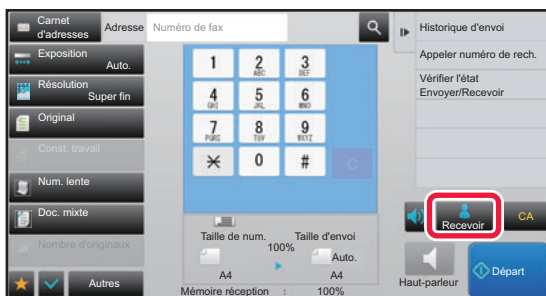 Carnet
d'adresses
Adresse
Numéro de fax
Historique d'envoi
Exposition
Auto.
Appeler numéro de rech.
Résolution
Super fin
Vérifier l'état
Envoyer/Recevoir
Original
Const. travail
Num. lente
Doc. mixte
Nombre d'originaux
Autres
1
2 ABC
3 DEF
4 GHI
5 JKL
6 MNO
7 PQRS
8 TUV
9 WXYZ
0
#
C
Taille de num.
100%
Taille d'envoi
Auto.
A4
A4
Mémoire réception : 100%
Recevoir
CA
Haut-parleur
Départ